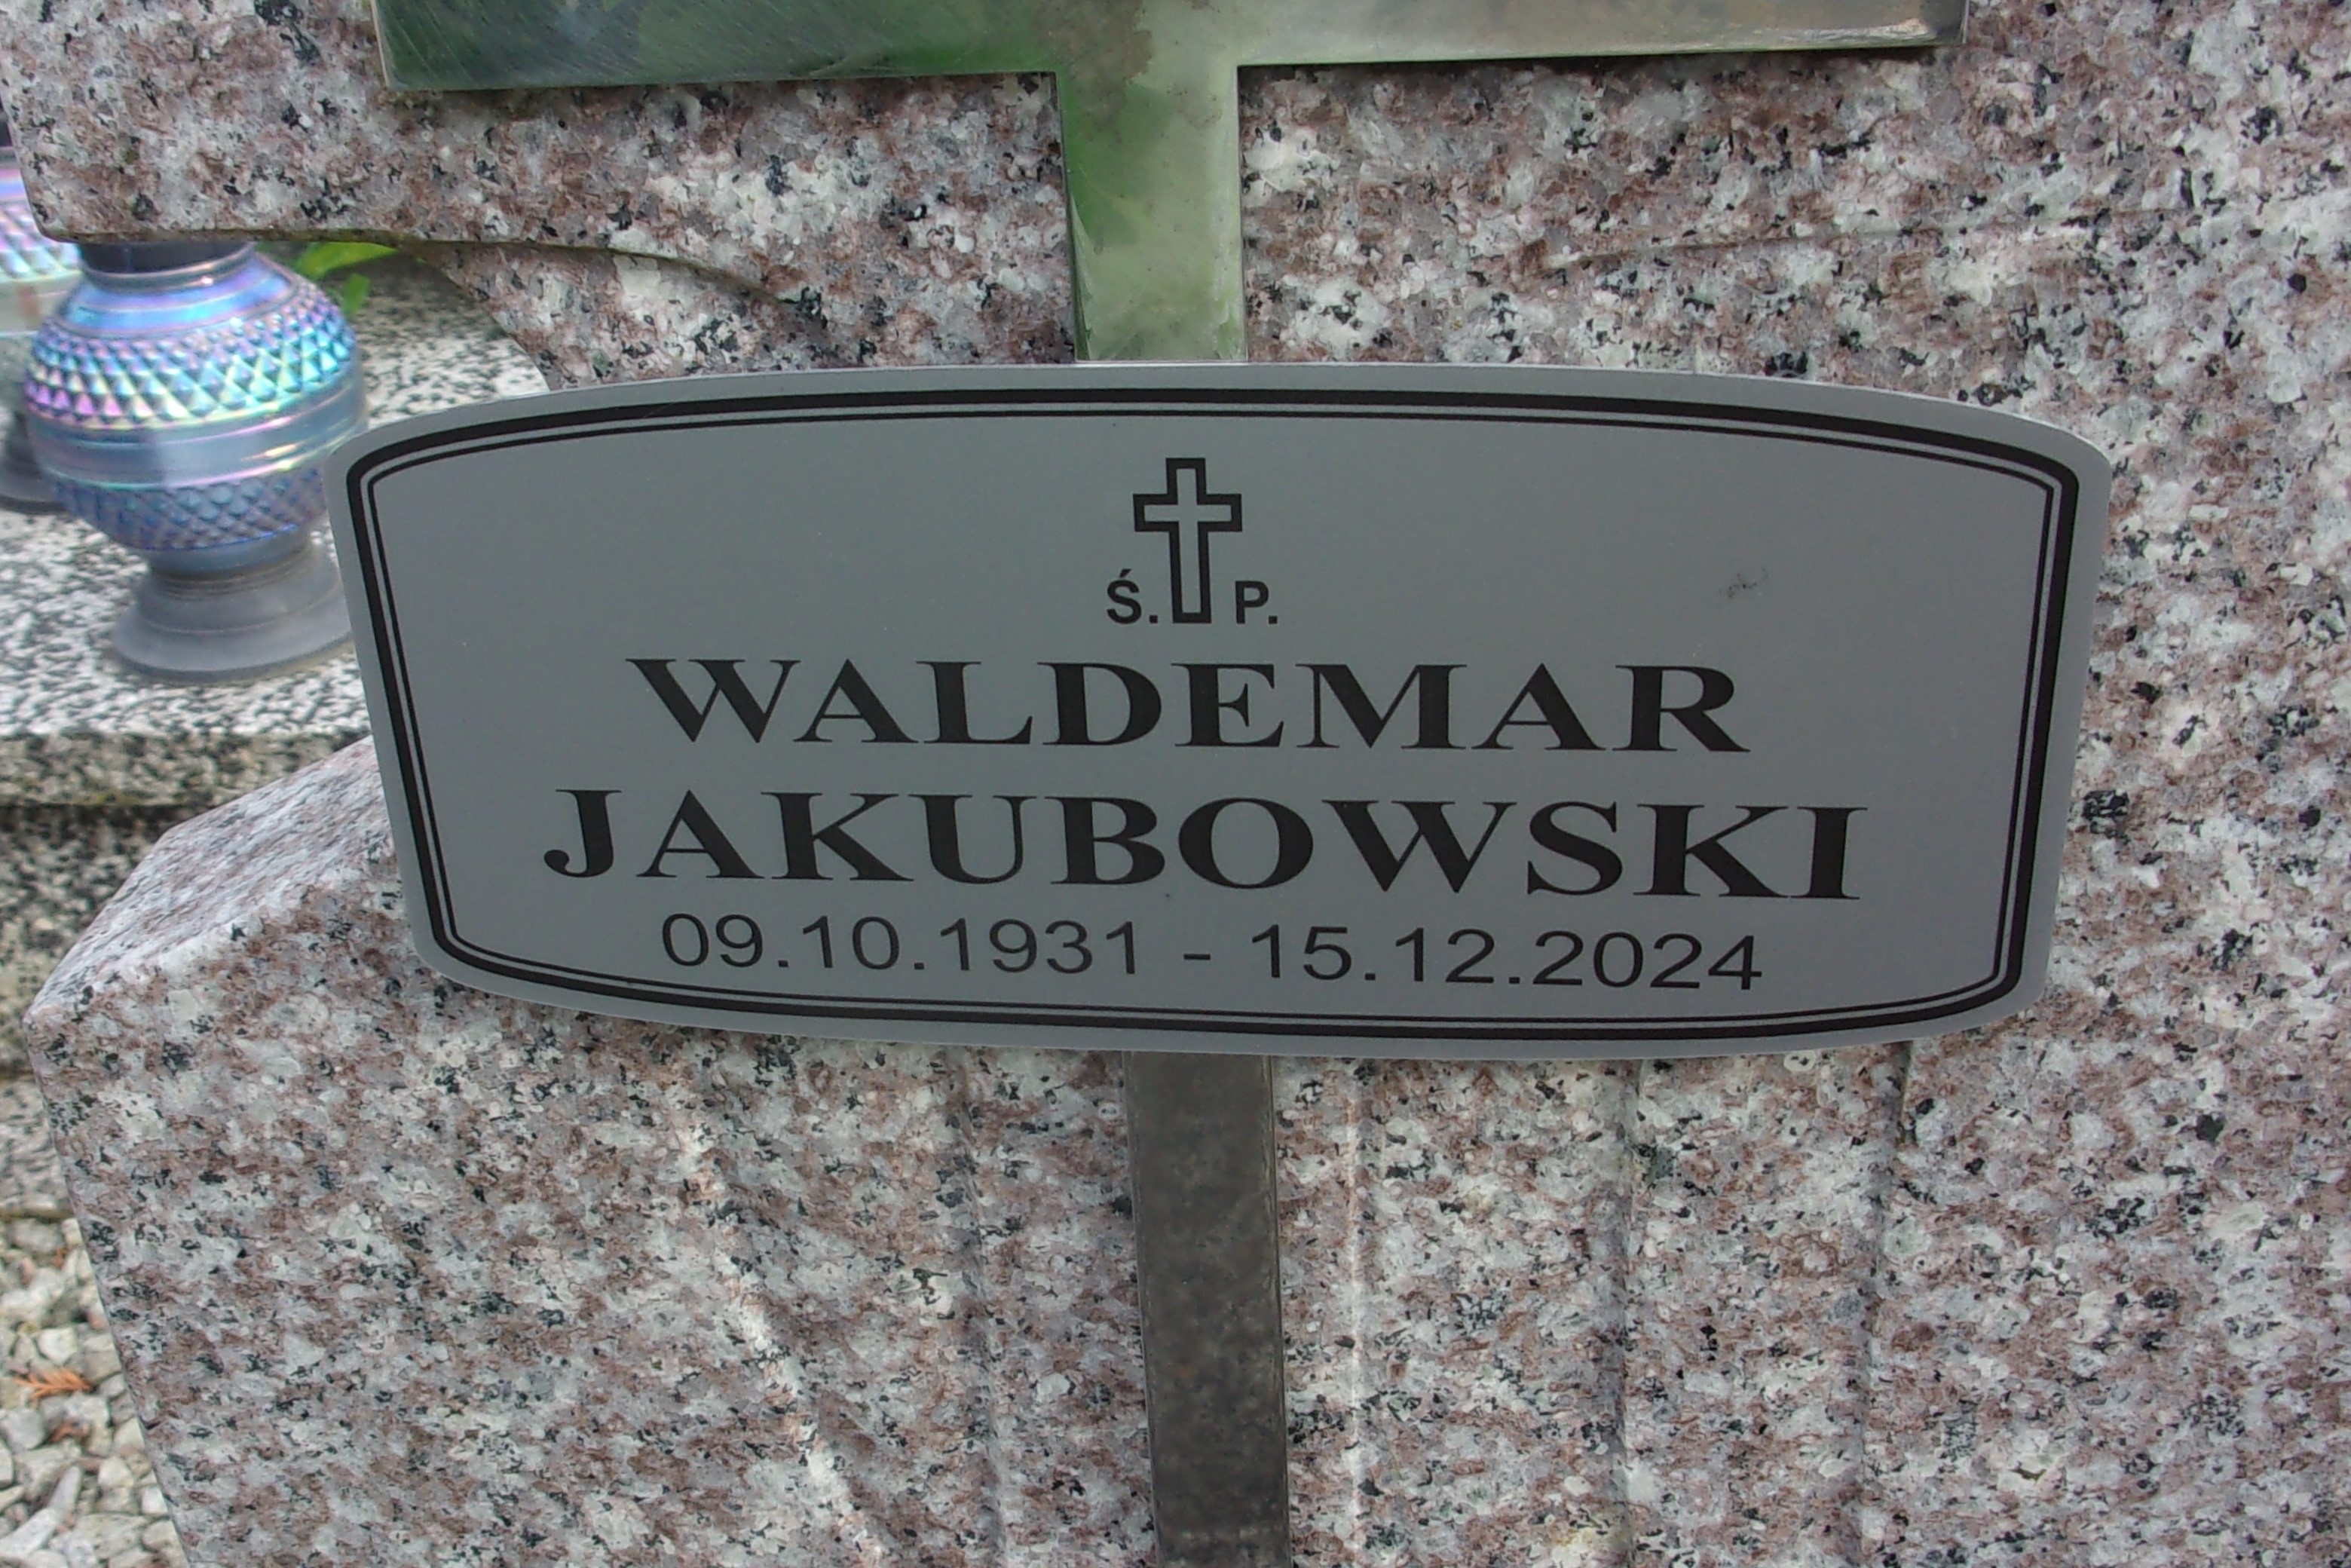 Ś. P.
WALDEMAR
JAKUBOWSKI
09.10.1931 - 15.12.2024